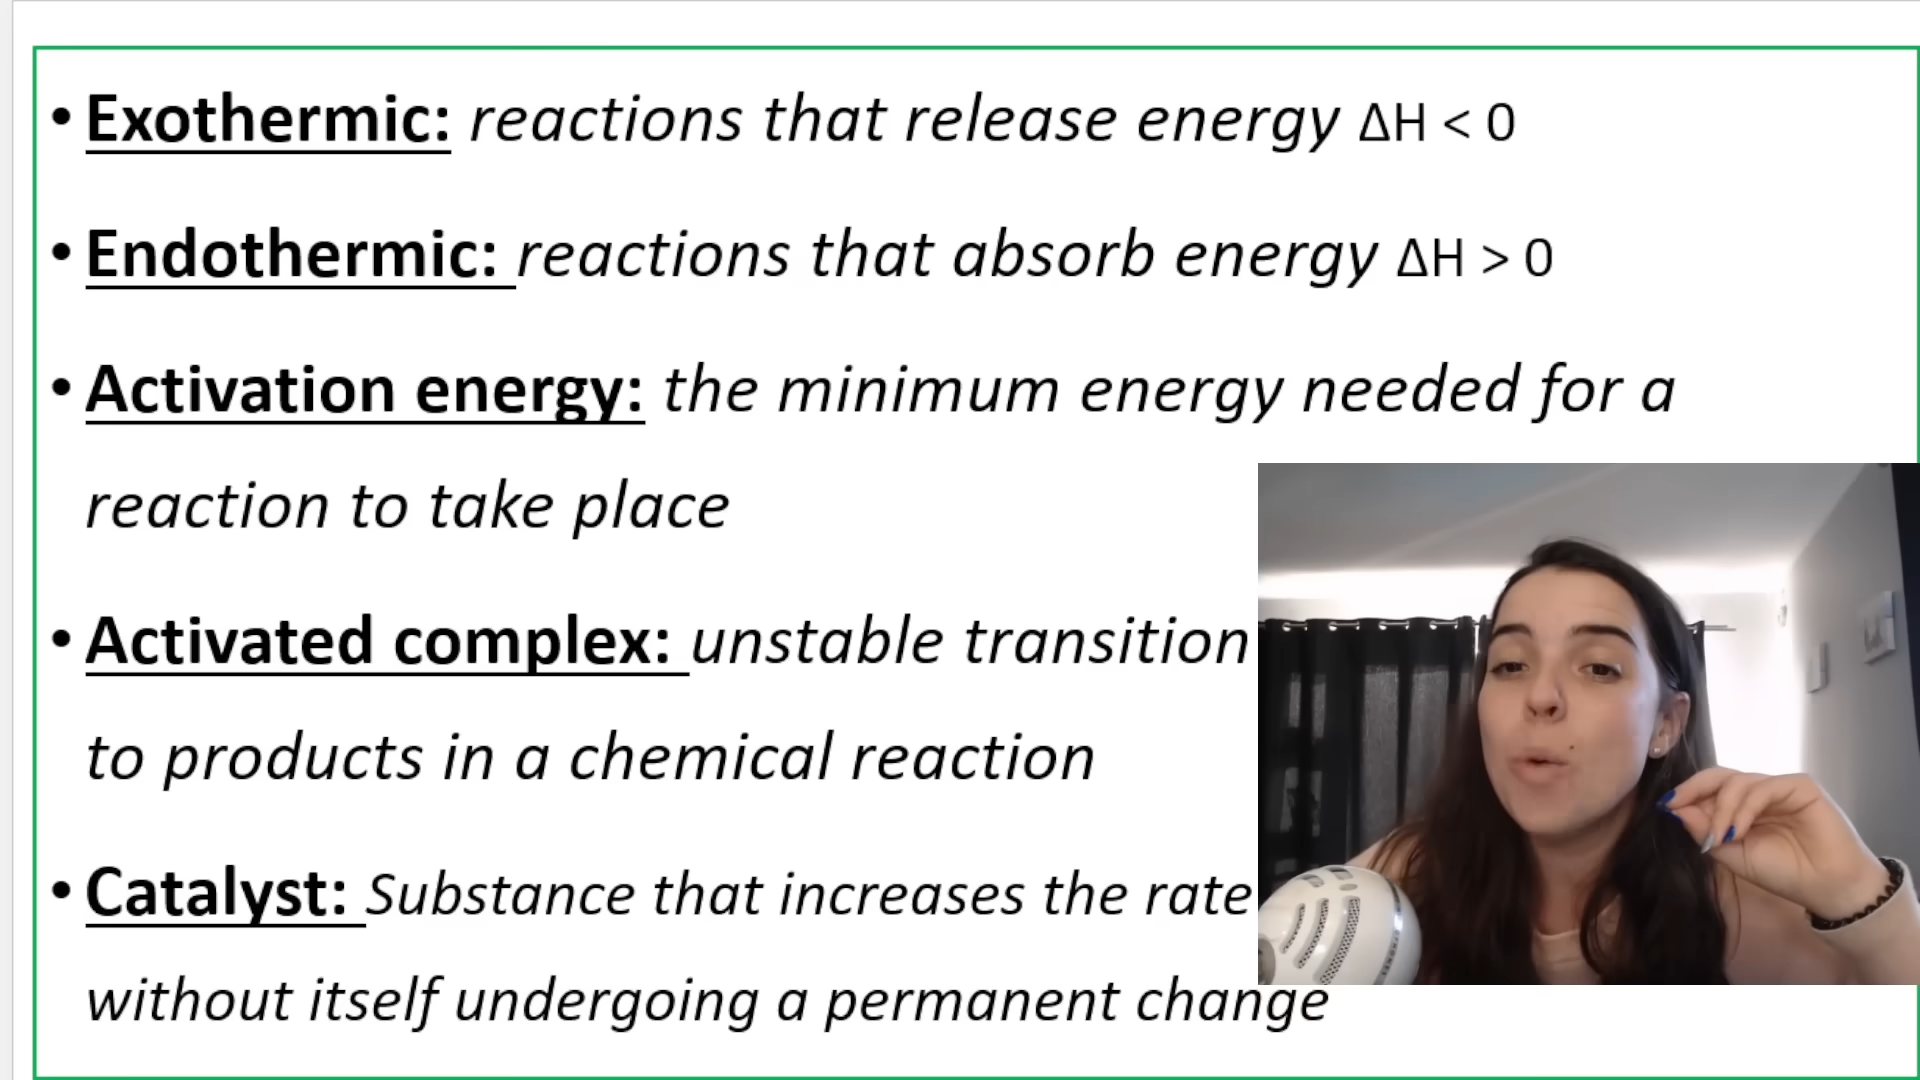 • Exothermic: reactions that release energy ΔH < 0
• Endothermic: reactions that absorb energy ΔH > 0
• Activation energy: the minimum energy needed for a
reaction to take place
• Activated complex: unstable transition
to products in a chemical reaction
• Catalyst: Substance that increases the rate
without itself undergoing a permanent change